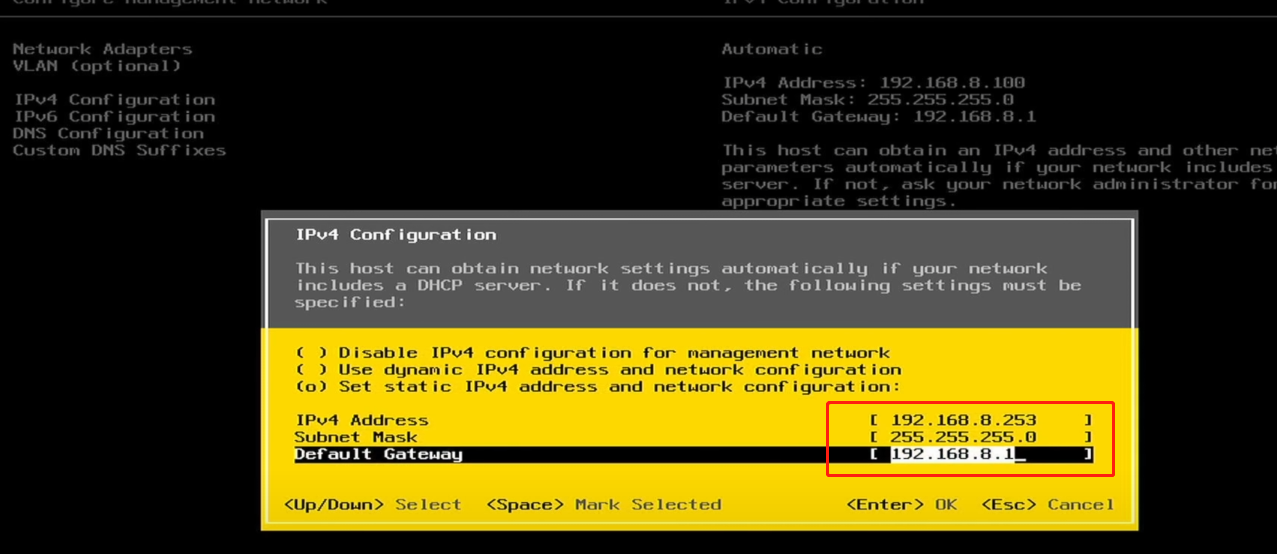 Configure Management Network
IPv4 Configuration
Network Adapters
VLAN (optional)
IPv4 Configuration
IPv6 Configuration
DNS Configuration
Custom DNS Suffixes
Automatic
IPv4 Address: 192.168.8.100
Subnet Mask: 255.255.255.0
Default Gateway: 192.168.8.1
This host can obtain an IPv4 address and other net
parameters automatically if your network includes
server. If not, ask your network administrator for
appropriate settings.
IPv4 Configuration
This host can obtain network settings automatically if your network
includes a DHCP server. If it does not, the following settings must be
specified:
( ) Disable IPv4 configuration for management network
( ) Use dynamic IPv4 address and network configuration
(o) Set static IPv4 address and network configuration:
IPv4 Address [ 192.168.8.253 ]
Subnet Mask [ 255.255.255.0 ]
Default Gateway [ 192.168.8.1_ ]
<Up/Down> Select <Space> Mark Selected <Enter> OK <Esc> Cancel